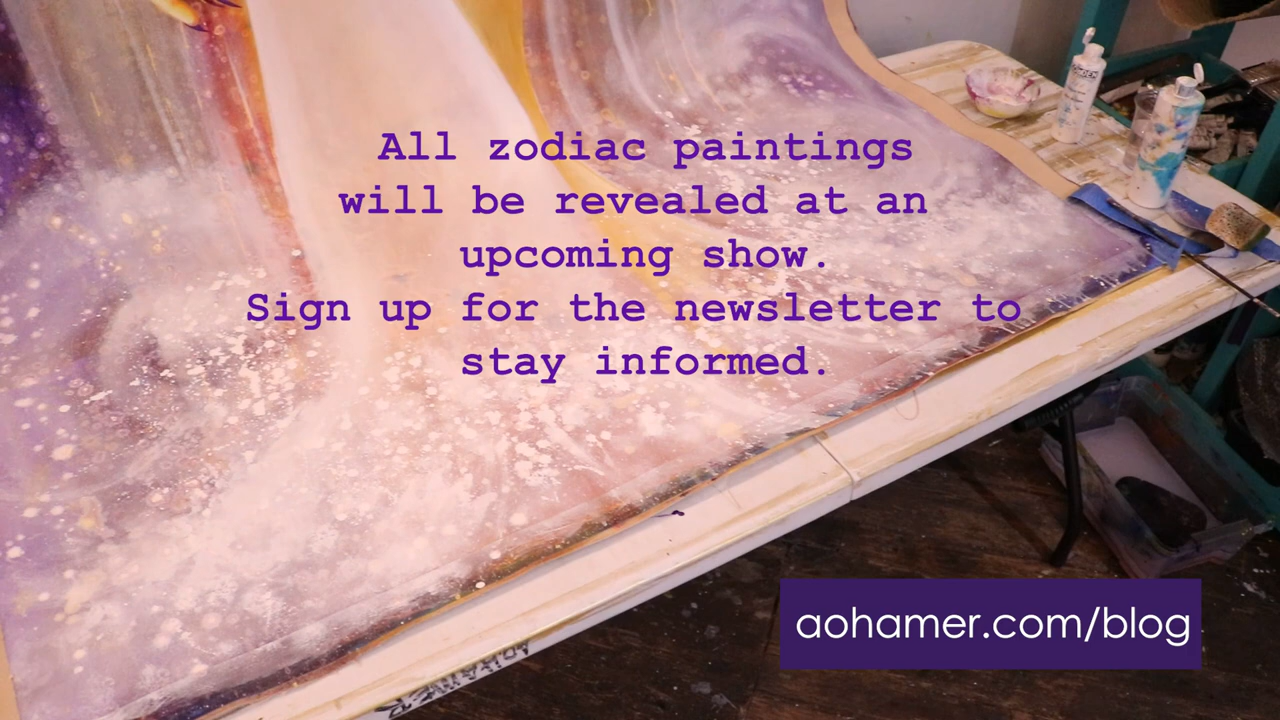 All zodiac paintings
will be revealed at an
upcoming show.
Sign up for the newsletter to
stay informed.
aohamer.com/blog